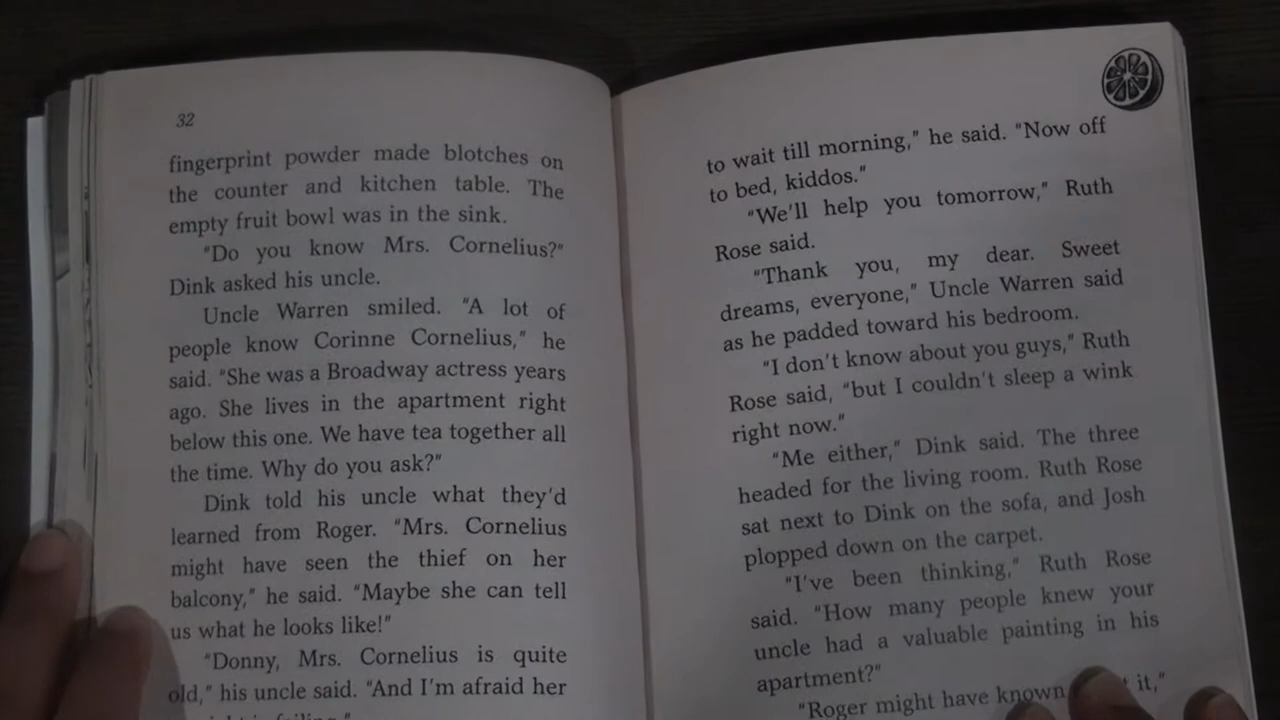 32
fingerprint powder made blotches on
the counter and kitchen table. The
empty fruit bowl was in the sink.
"Do you know Mrs. Cornelius?"
Dink asked his uncle.
Uncle Warren smiled. "A lot of
people know Corinne Cornelius," he
said. "She was a Broadway actress years
ago. She lives in the apartment right
below this one. We have tea together all
the time. Why do you ask?"
Dink told his uncle what they'd
learned from Roger. "Mrs. Cornelius
might have seen the thief on her
balcony," he said. "Maybe she can tell
us what he looks like!"
"Donny, Mrs. Cornelius is quite
old," his uncle said. "And I'm afraid her
to wait till morning," he said. "Now off
to bed, kiddos."
"We'll help you tomorrow," Ruth
Rose said.
"Thank you, my dear. Sweet
dreams, everyone," Uncle Warren said
as he padded toward his bedroom.
"I don't know about you guys," Ruth
Rose said, "but I couldn't sleep a wink
right now."
"Me either," Dink said. The three
headed for the living room. Ruth Rose
sat next to Dink on the sofa, and Josh
plopped down on the carpet.
"I've been thinking," Ruth Rose
said. "How many people knew your
uncle had a valuable painting in his
apartment?"
"Roger might have known it,"